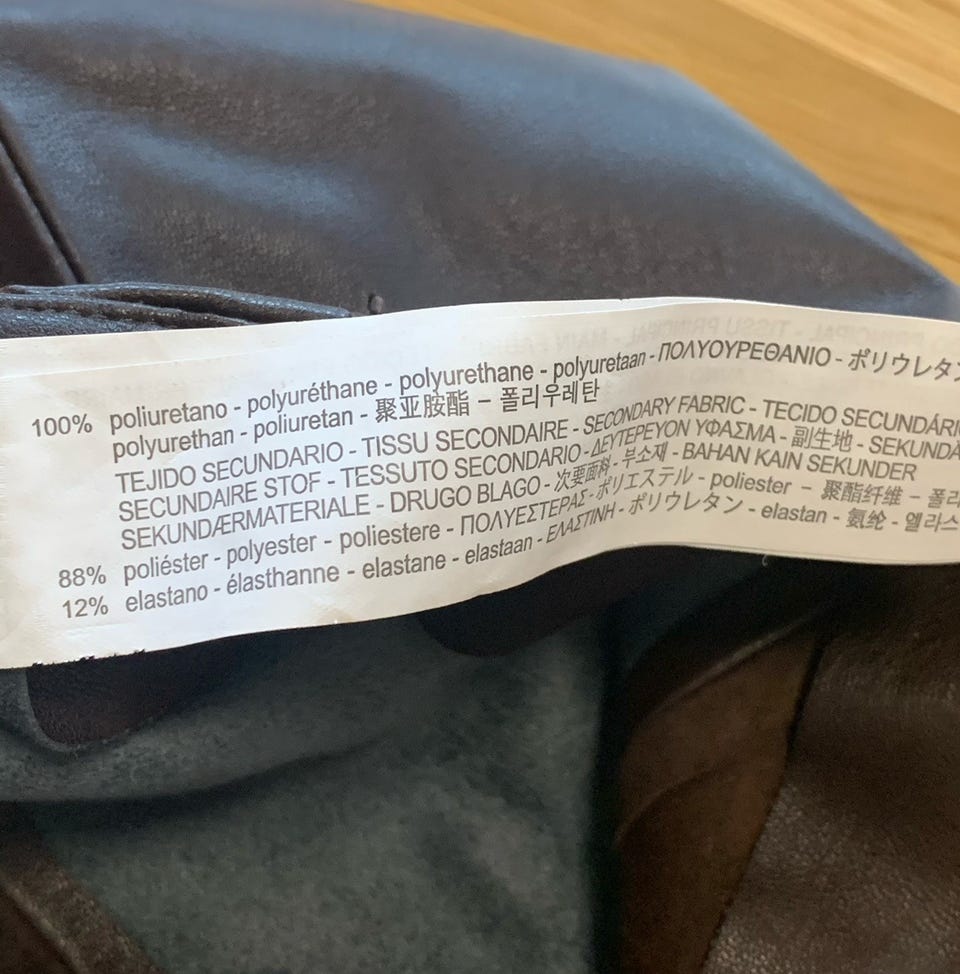 100% poliuretano - polyuréthane - polyurethane - polyuretaan - ΠΟΛΥΟΥΡΕΘΑΝΙΟ - ポリウレタン
polyurethan - poliuretan - 聚亚胺酯 - 폴리우레탄
TEJIDO SECUNDARIO - TISSU SECONDAIRE - SECONDARY FABRIC - TECIDO SECUNDÁRI
SECUNDAIRE STOF - TESSUTO SECONDARIO - ΔΕΥΤΕΡΕΥΟΝ ΥΦΑΣΜΑ - 副生地 - SEKUNDÄ
SEKUNDÆRMATERIALE - DRUGO BLAGO - 次要面料 - 부소재 - BAHAN KAIN SEKUNDER
88% poliéster - polyester - poliestere - ΠΟΛΥΕΣΤΕΡΑΣ - ポリエステル - poliester - 聚酯纤维 - 폴리
12% elastano - élasthanne - elastane - elastaan - ΕΛΑΣΤΙΝΗ - ポリウレタン - elastan - 氨纶 - 엘라스